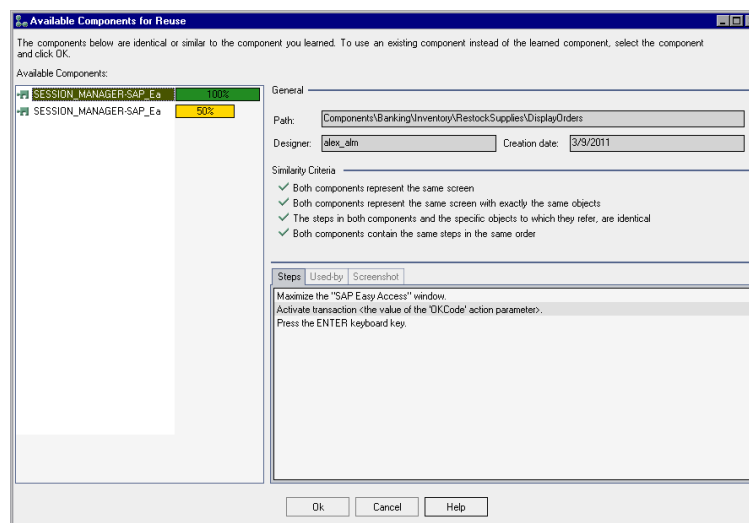 Available Components for Reuse
The components below are identical or similar to the component you learned. To use an existing component instead of the learned component, select the component
and click OK.
Available Components:
SESSION_MANAGER-SAP_Ea 100%
SESSION_MANAGER-SAP_Ea 50%
General
Path: Components\Banking\Inventory\RestockSupplies\DisplayOrders
Designer: alex_alm Creation date: 3/9/2011
Similarity Criteria
Both components represent the same screen
Both components represent the same screen with exactly the same objects
The steps in both components and the specific objects to which they refer, are identical
Both components contain the same steps in the same order
Steps Used-by Screenshot
Maximize the "SAP Easy Access" window.
Activate transaction <the value of the 'OKCode' action parameter>.
Press the ENTER keyboard key.
Ok Cancel Help